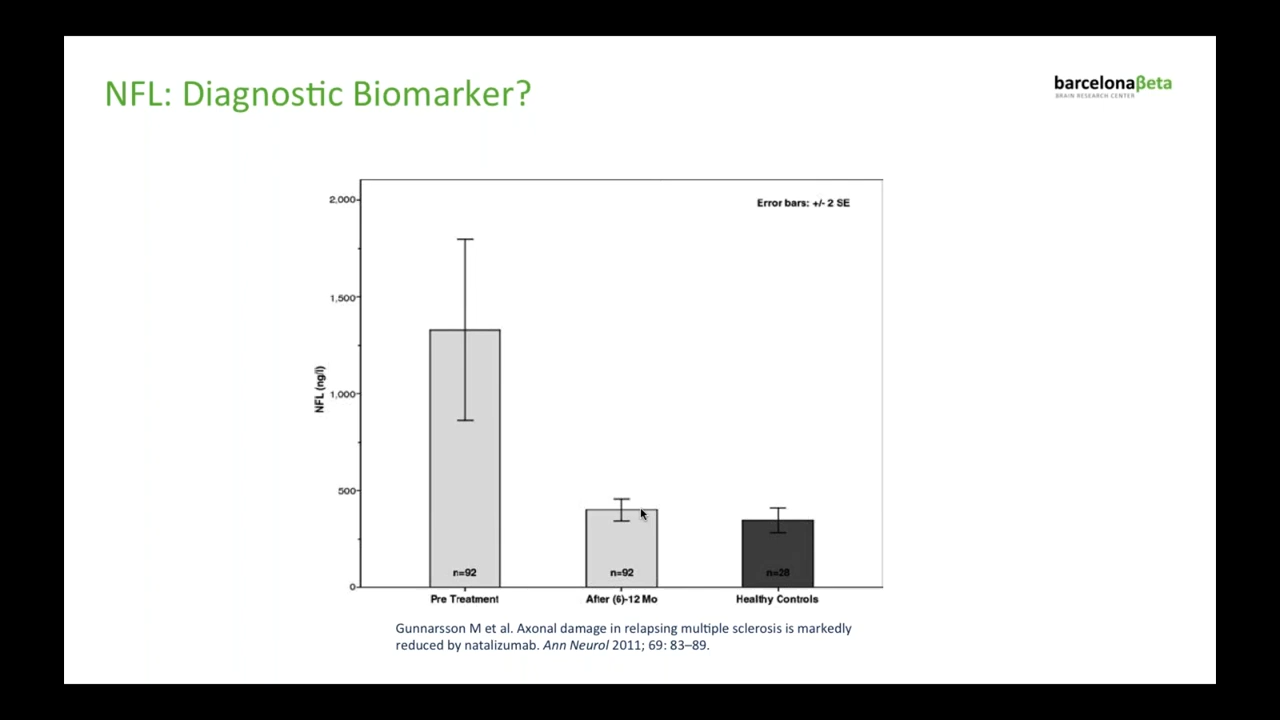 NFL: Diagnostic Biomarker?
barcelonaβeta
BRAIN RESEARCH CENTER
Error bars: +/- 2 SE
2,000
1,500
1,000
500
0
NFL (ng/l)
n=92
n=92
n=28
Pre Treatment
After (6)-12 Mo
Healthy Controls
Gunnarsson M et al. Axonal damage in relapsing multiple sclerosis is markedly
reduced by natalizumab. Ann Neurol 2011; 69: 83–89.